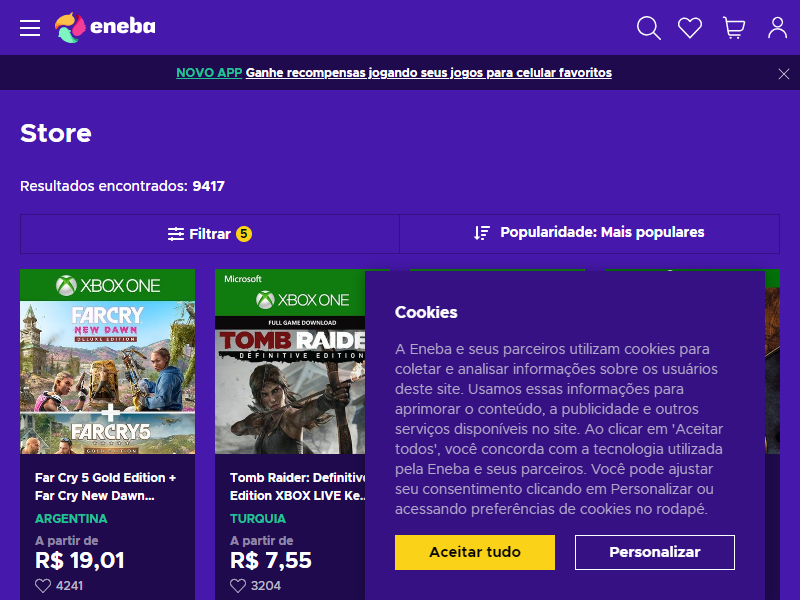 eneba
NOVO APP Ganhe recompensas jogando seus jogos para celular favoritos
Store
Resultados encontrados: 9417
Filtrar 5
Popularidade: Mais populares
XBOX ONE
FARCRY
NEW DAWN
DELUXE EDITION
+
FARCRY5
Far Cry 5 Gold Edition +
Far Cry New Dawn...
ARGENTINA
A partir de
R$ 19,01
4241
Microsoft
XBOX ONE
FULL GAME DOWNLOAD
TOMB RAIDE
DEFINITIVE EDITION
Tomb Raider: Definitive
Edition XBOX LIVE Ke..
TURQUIA
A partir de
R$ 7,55
3204
Cookies
A Eneba e seus parceiros utilizam cookies para
coletar e analisar informações sobre os usuários
deste site. Usamos essas informações para
aprimorar o conteúdo, a publicidade e outros
serviços disponíveis no site. Ao clicar em 'Aceitar
todos', você concorda com a tecnologia utilizada
pela Eneba e seus parceiros. Você pode ajustar
seu consentimento clicando em Personalizar ou
acessando preferências de cookies no rodapé.
Aceitar tudo
Personalizar